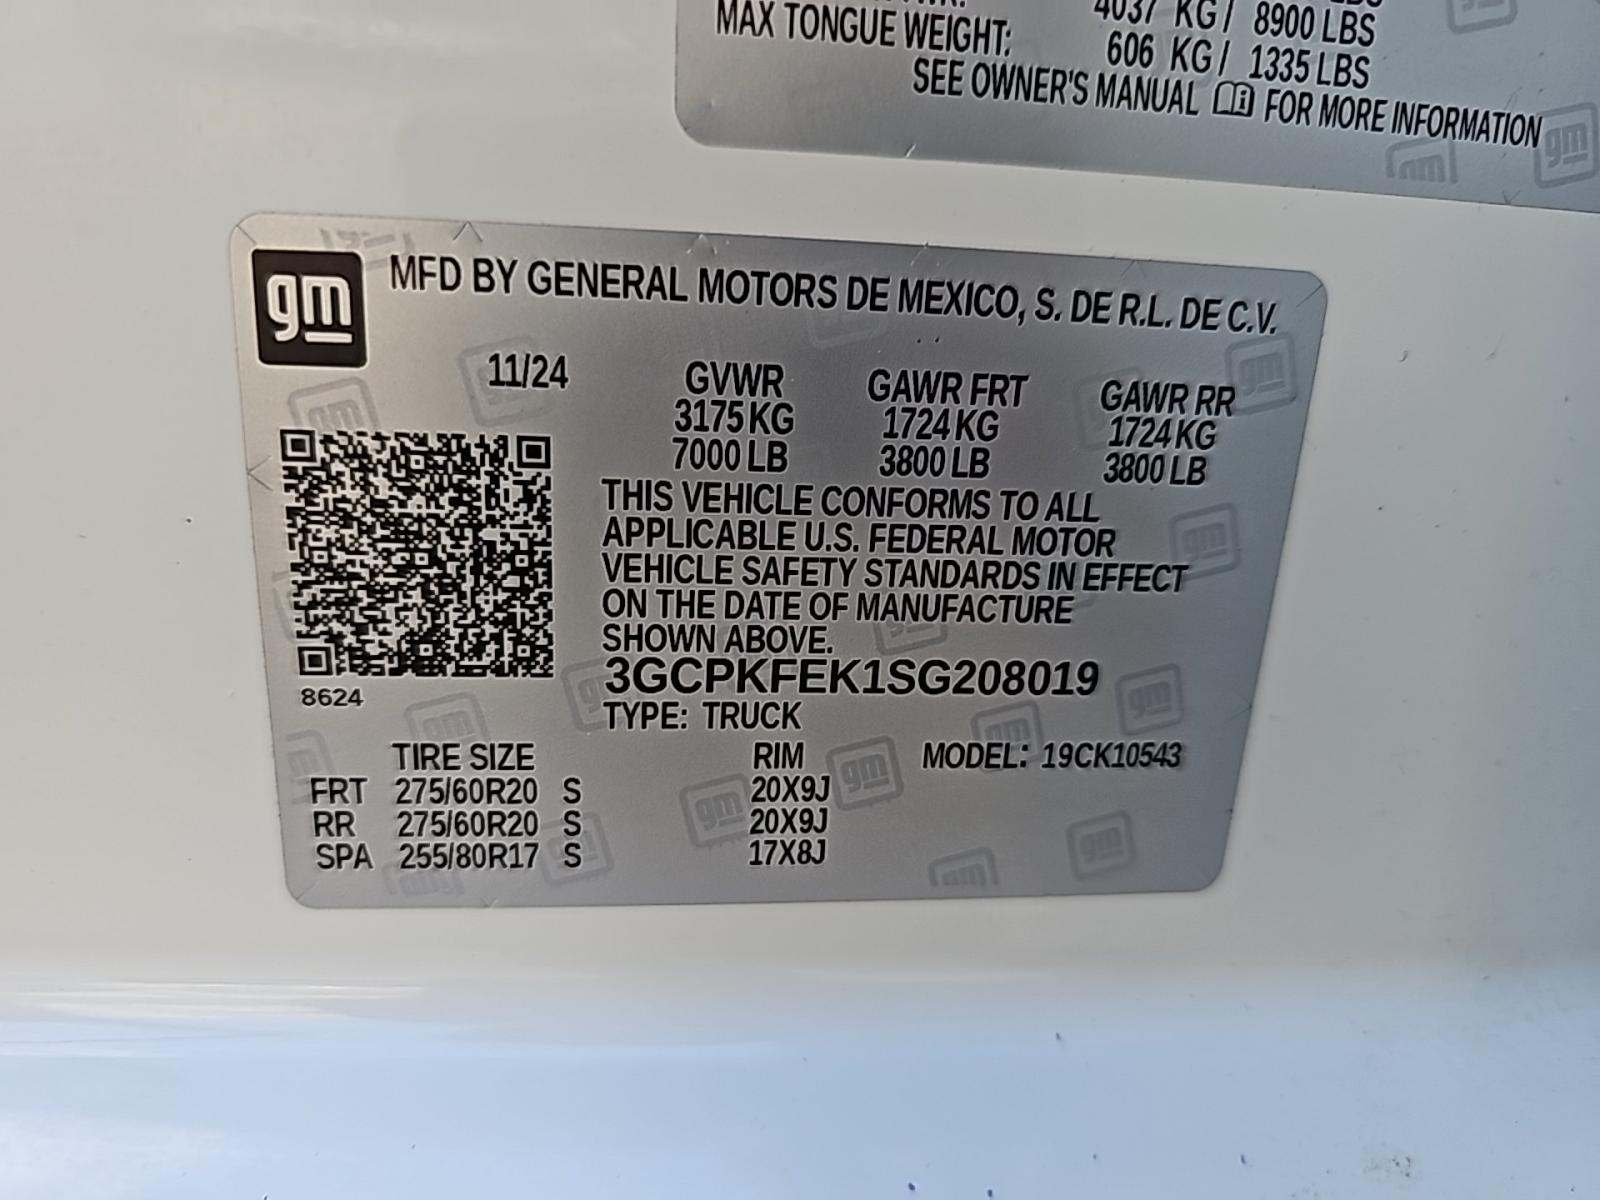 4037 KG / 8900 LBS
MAX TONGUE WEIGHT: 606 KG / 1335 LBS
SEE OWNER'S MANUAL FOR MORE INFORMATION
gm
MFD BY GENERAL MOTORS DE MEXICO, S. DE R.L. DE C.V.
11/24 GVWR GAWR FRT GAWR RR
3175 KG 1724 KG 1724 KG
7000 LB 3800 LB 3800 LB
THIS VEHICLE CONFORMS TO ALL
APPLICABLE U.S. FEDERAL MOTOR
VEHICLE SAFETY STANDARDS IN EFFECT
ON THE DATE OF MANUFACTURE
SHOWN ABOVE.
3GCPKFEK1SG208019
8624
TYPE: TRUCK
TIRE SIZE RIM MODEL: 19CK10543
FRT 275/60R20 S 20X9J
RR 275/60R20 S 20X9J
SPA 255/80R17 S 17X8J